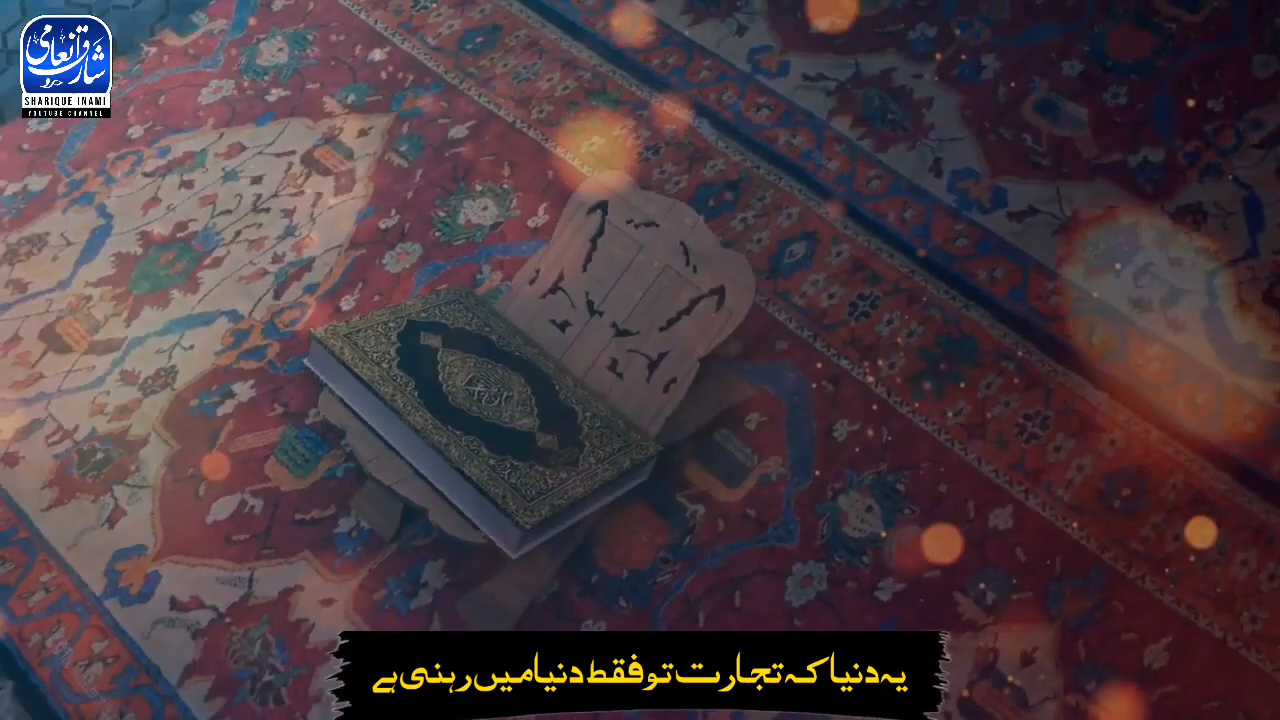 شارق انعامی
SHARIQUE INAMI
YOUTUBE CHANNEL
یہ دنیا کہ تجارت تو فقط دنیا میں رہنی ہے